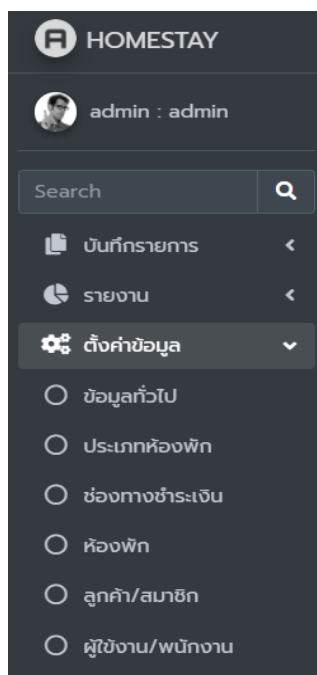 HOMESTAY
admin : admin
Search
บันทึกรายการ
รายงาน
ตั้งค่าข้อมูล
ข้อมูลทั่วไป
ประเภทห้องพัก
ช่องทางชำระเงิน
ห้องพัก
ลูกค้า/สมาชิก
ผู้ใช้งาน/พนักงาน